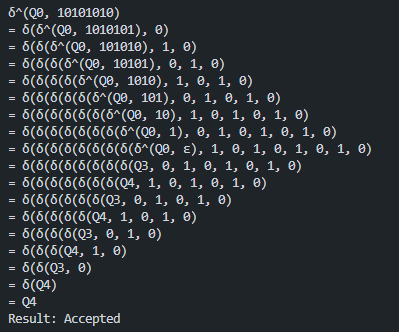 δ^(Q0, 10101010)
= δ(δ^(Q0, 1010101), 0)
= δ(δ(δ^(Q0, 101010), 1, 0)
= δ(δ(δ(δ^(Q0, 10101), 0, 1, 0)
= δ(δ(δ(δ(δ^(Q0, 1010), 1, 0, 1, 0)
= δ(δ(δ(δ(δ(δ^(Q0, 101), 0, 1, 0, 1, 0)
= δ(δ(δ(δ(δ(δ(δ^(Q0, 10), 1, 0, 1, 0, 1, 0)
= δ(δ(δ(δ(δ(δ(δ(δ^(Q0, 1), 0, 1, 0, 1, 0, 1, 0)
= δ(δ(δ(δ(δ(δ(δ(δ(δ^(Q0, ε), 1, 0, 1, 0, 1, 0, 1, 0)
= δ(δ(δ(δ(δ(δ(δ(δ(Q3, 0, 1, 0, 1, 0, 1, 0)
= δ(δ(δ(δ(δ(δ(δ(Q4, 1, 0, 1, 0, 1, 0)
= δ(δ(δ(δ(δ(δ(Q3, 0, 1, 0, 1, 0)
= δ(δ(δ(δ(δ(Q4, 1, 0, 1, 0)
= δ(δ(δ(δ(Q3, 0, 1, 0)
= δ(δ(δ(Q4, 1, 0)
= δ(δ(Q3, 0)
= δ(Q4)
= Q4
Result: Accepted